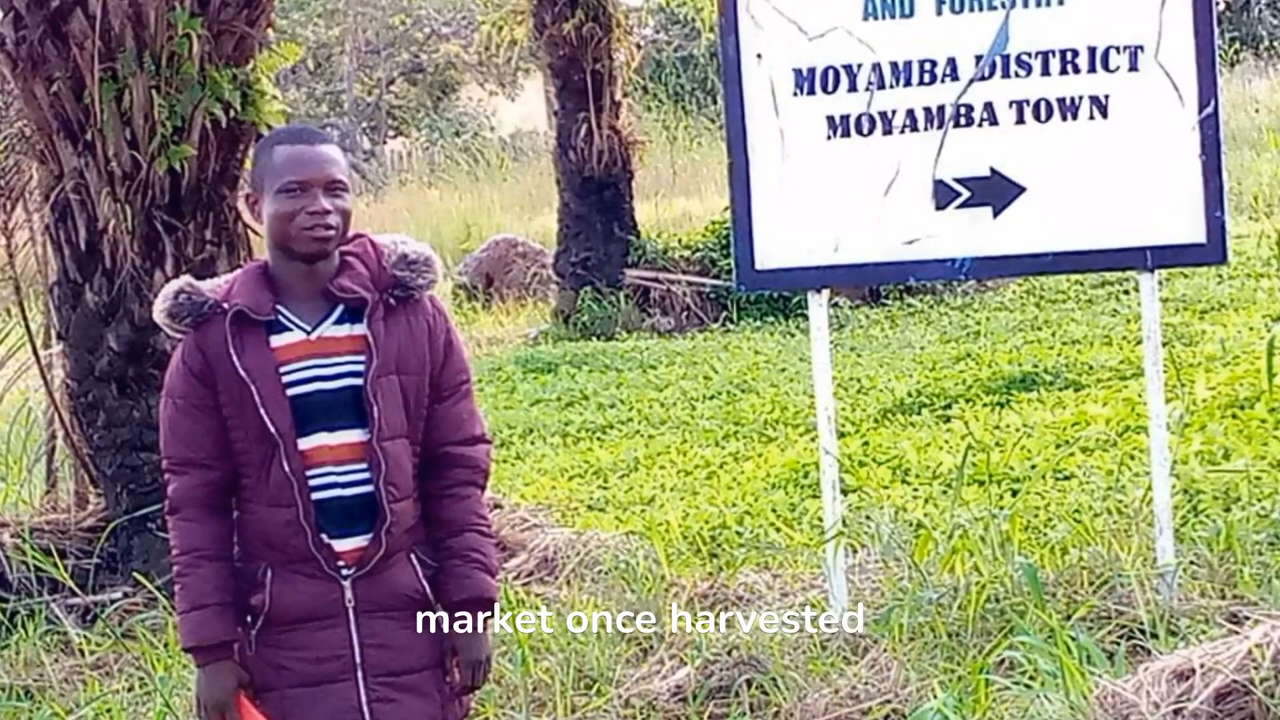 AND FORESTRY
MOYAMBA DISTRICT
MOYAMBA TOWN
market once harvested